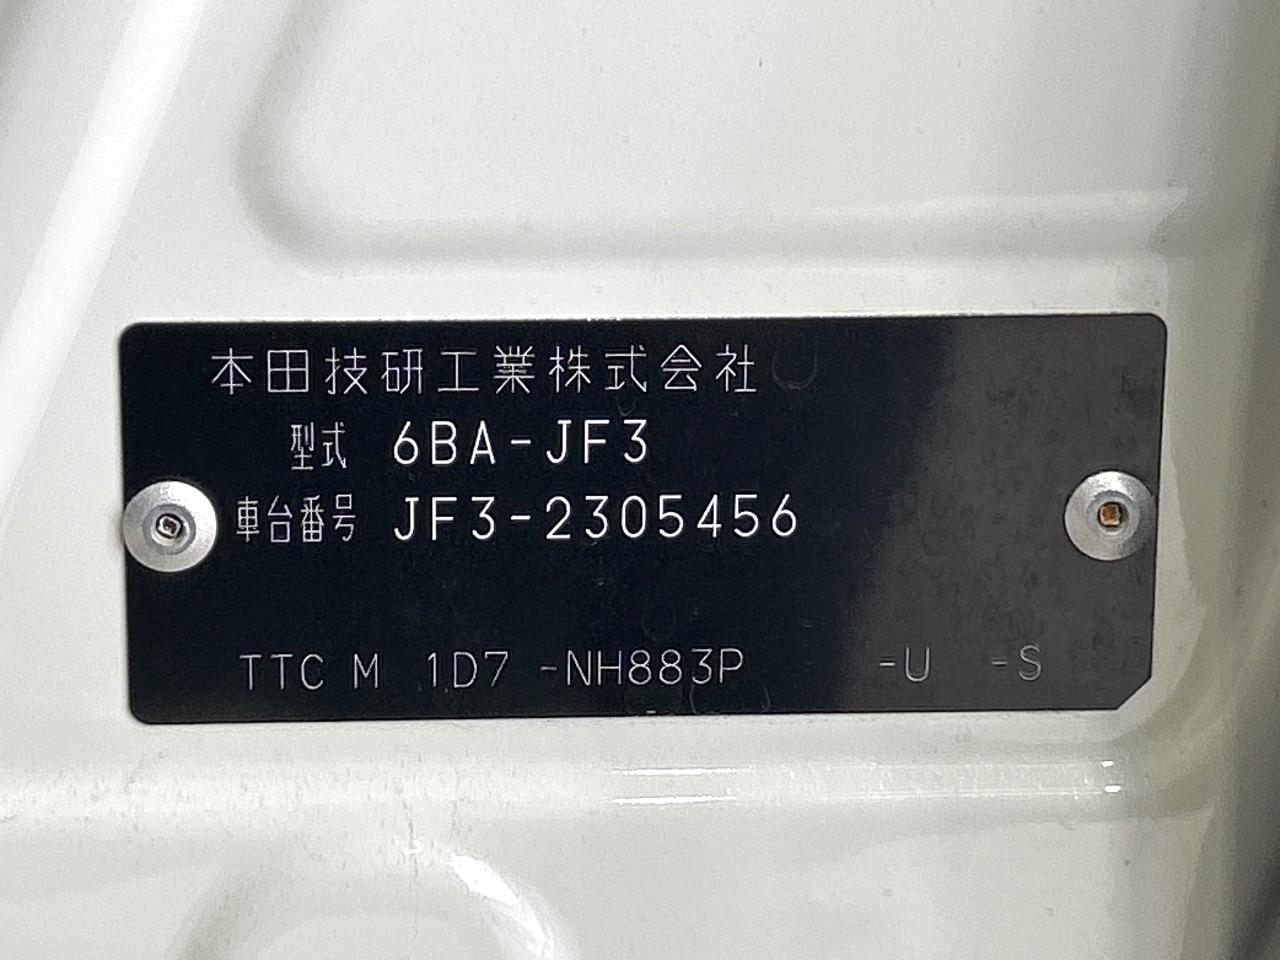 本田技研工業株式会社
型式 6BA-JF3
車台番号 JF3-2305456
TTC M 1D7 -NH883P -U -S